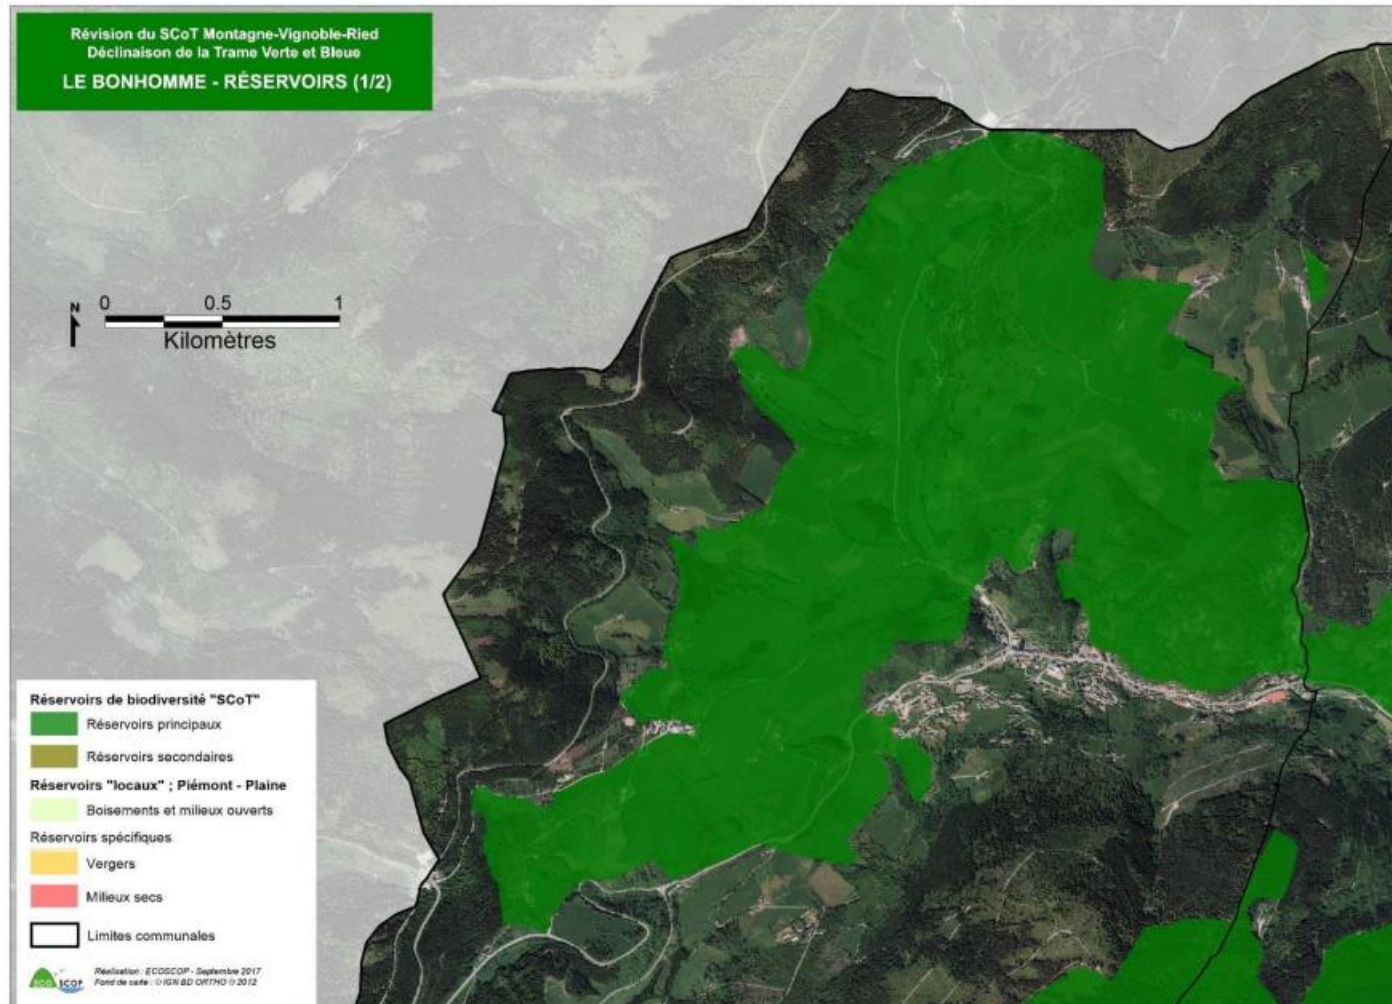 Révision du SCoT Montagne-Vignoble-Ried
Déclinaison de la Trame Verte et Bleue
LE BONHOMME - RÉSERVOIRS (1/2)
N
0 0.5 1
Kilomètres
Réservoirs de biodiversité "SCoT"
Réservoirs principaux
Réservoirs secondaires
Réservoirs "locaux" ; Piémont - Plaine
Boisements et milieux ouverts
Réservoirs spécifiques
Vergers
Milieux secs
Limites communales
ECO SCOP
Réalisation : ECOSCOP - Septembre 2017
Fond de carte : © IGN BD ORTHO © 2012